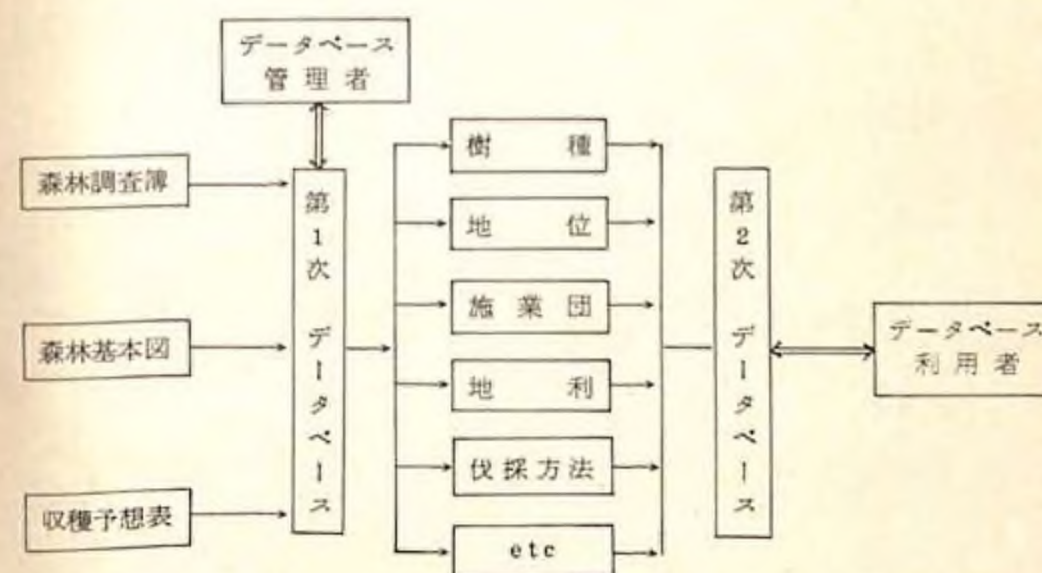 データベース
管理者
森林調査簿
森林基本図
収穫予想表
第1次 データベース
樹種
地位
施業団
地利
伐採方法
etc
第2次 データベース
データベース
利用者